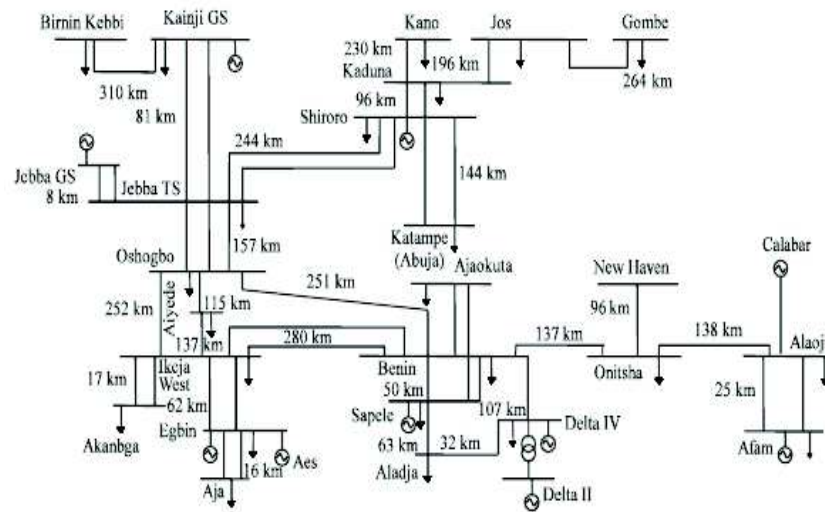 Birnin Kebbi
Kainji GS
Kano
Jos
Gombe
310 km
81 km
230 km
Kaduna
196 km
264 km
96 km
Shiroro
244 km
Jebba GS
8 km
Jebba TS
144 km
157 km
Katampe
(Abuja)
Oshogbo
251 km
Ajaokuta
New Haven
Calabar
252 km
Aiyede
115 km
96 km
137 km
280 km
137 km
138 km
Ikeja
West
Benin
Onitsha
Alaoji
17 km
50 km
25 km
62 km
Sapele
107 km
Akanbga
Egbin
63 km
32 km
Delta IV
Afam
16 km
Aes
Aladja
Aja
Delta II